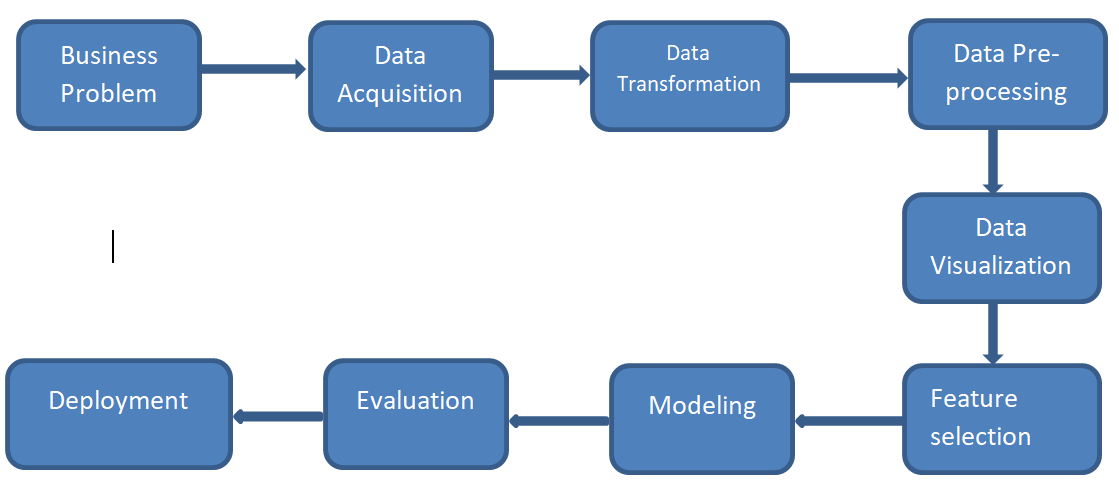 Business
Problem
Data
Acquisition
Data
Transformation
Data Pre-
processing
Data
Visualization
Feature
selection
Modeling
Evaluation
Deployment